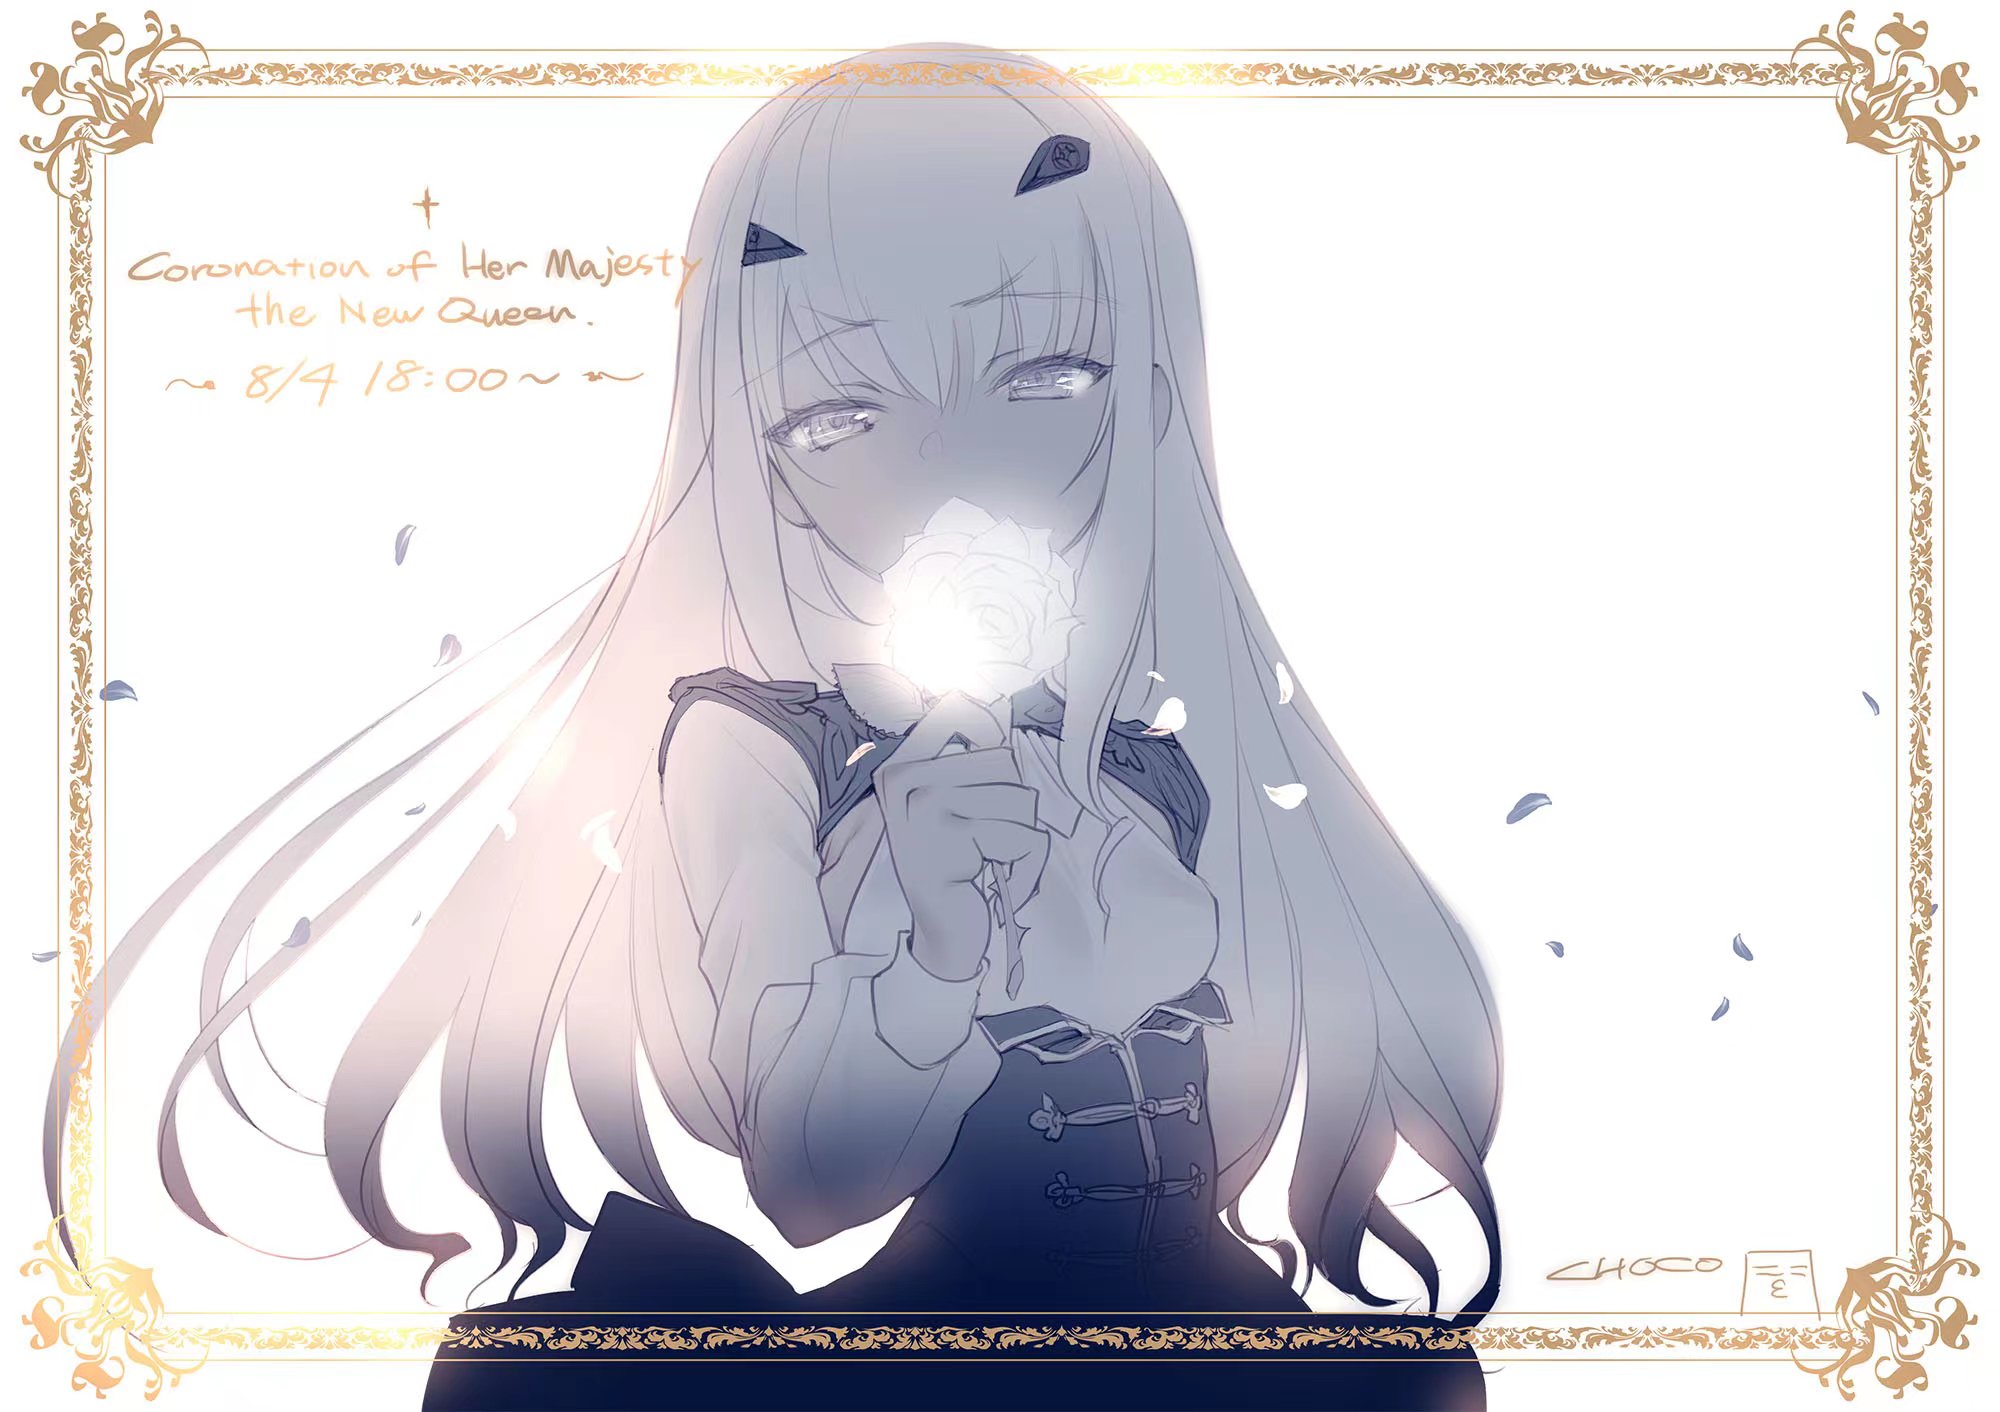 Coronation of Her Majesty
the New Queen.
~ 8/4 18:00~ ~
CHOCO